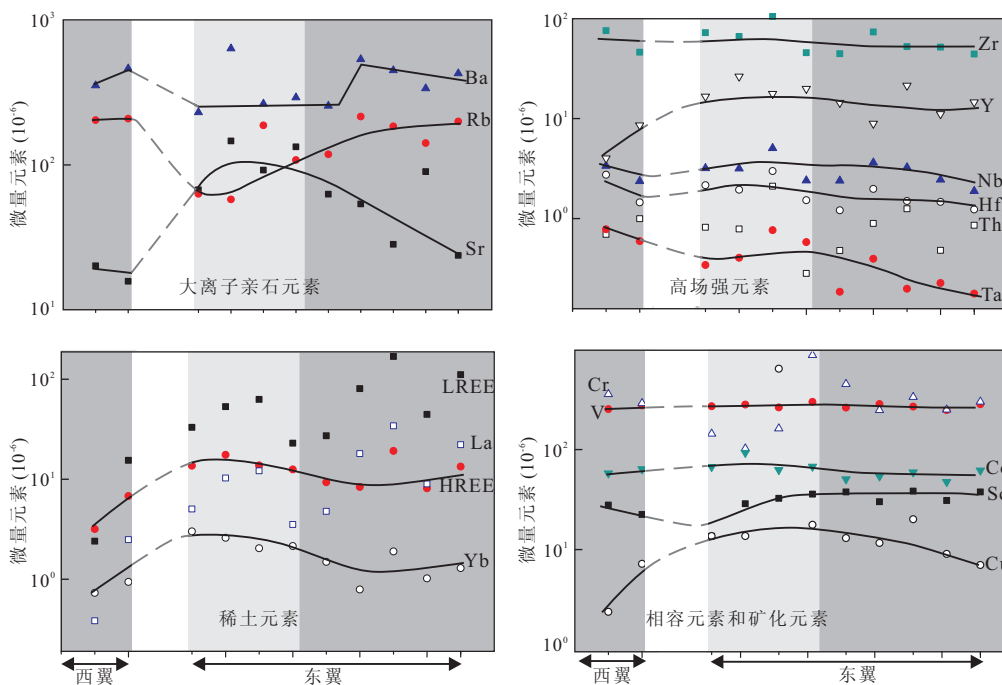 10³
10²
10¹
微量元素 (10⁻⁶)
Ba
Rb
Sr
大离子亲石元素
10²
10¹
10⁰
微量元素 (10⁻⁶)
Zr
Y
Nb
Hf
Th
Ta
高场强元素
10²
10¹
10⁰
微量元素 (10⁻⁶)
LREE
La
HREE
Yb
稀土元素
西翼
东翼
10²
10¹
10⁰
微量元素 (10⁻⁶)
Cr
V
Co
Sc
Cu
相容元素和矿化元素
西翼
东翼